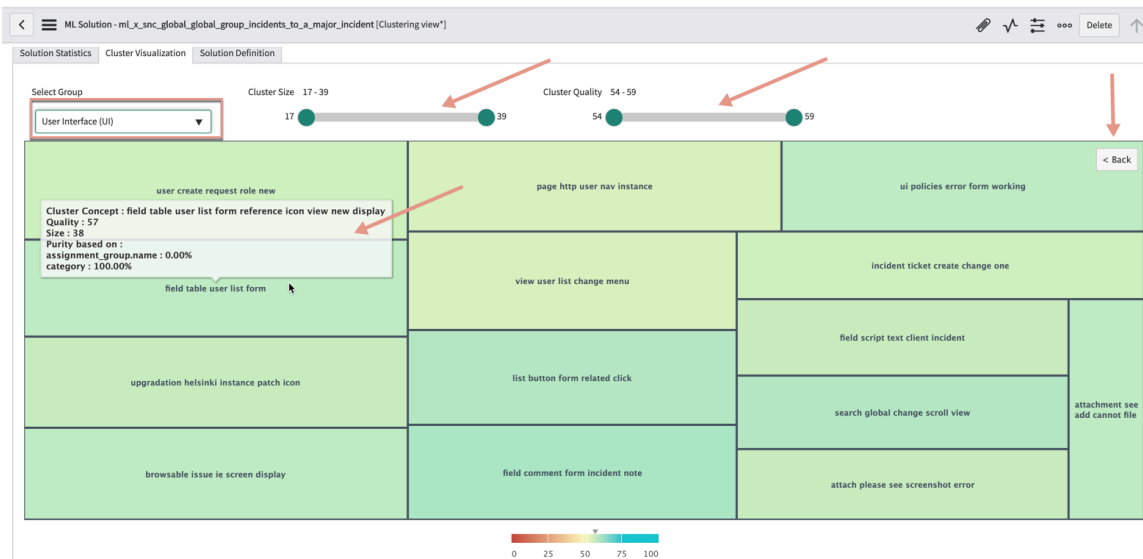 ML Solution - ml_x_snc_global_global_group_incidents_to_a_major_incident [Clustering view*]
Delete
Solution Statistics
Cluster Visualization
Solution Definition
Select Group
Cluster Size 17 - 39
Cluster Quality 54 - 59
User Interface (UI)
17
39
54
59
< Back
user create request role new
page http user nav instance
ui policies error form working
Cluster Concept : field table user list form reference icon view new display
Quality : 57
Size : 38
Purity based on :
assignment_group.name : 0.00%
category : 100.00%
field table user list form
view user list change menu
incident ticket create change one
field script text client incident
upgradation helsinki instance patch icon
list button form related click
search global change scroll view
attachment see
add cannot file
browsable issue ie screen display
field comment form incident note
attach please see screenshot error
0 25 50 75 100